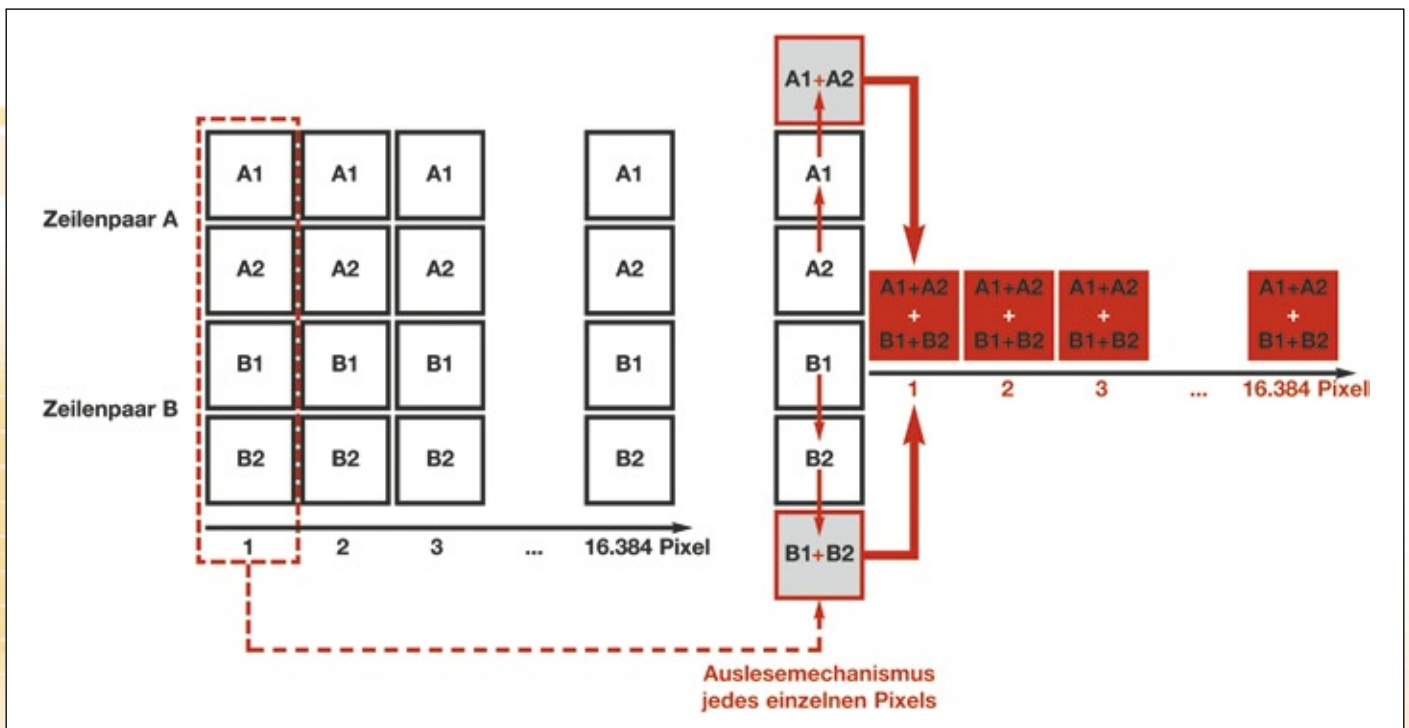 A1+A2
A1 A1 A1 A1 A1
Zeilenpaar A
A2 A2 A2 A2 A2
A1+A2 A1+A2 A1+A2 A1+A2
+ + + +
B1+B2 B1+B2 B1+B2 B1+B2
B1 B1 B1 B1 B1
1 2 3 ... 16.384 Pixel
Zeilenpaar B
B2 B2 B2 B2 B2
1 2 3 ... 16.384 Pixel
B1+B2
Auslesemechanismus
jedes einzelnen Pixels